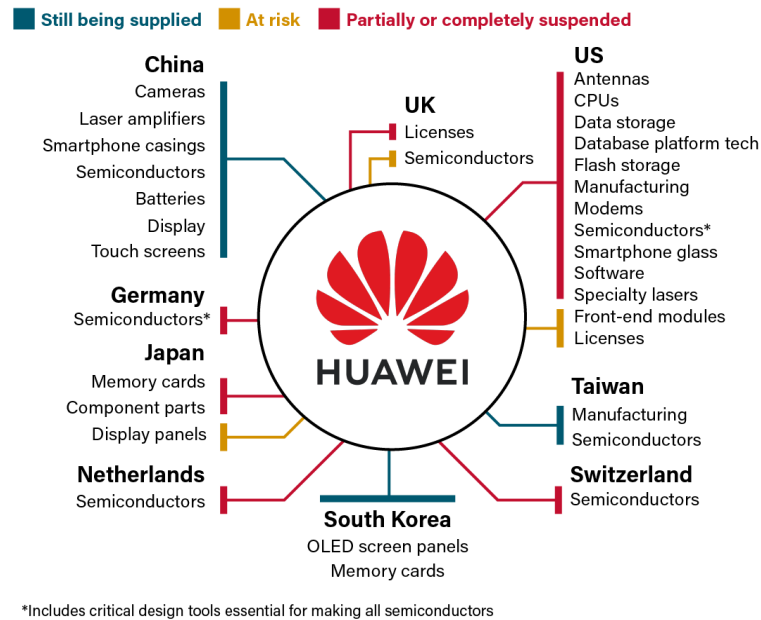 Still being supplied At risk Partially or completely suspended
China
Cameras
Laser amplifiers
Smartphone casings
Semiconductors
Batteries
Display
Touch screens
UK
Licenses
Semiconductors
US
Antennas
CPUs
Data storage
Database platform tech
Flash storage
Manufacturing
Modems
Semiconductors*
Smartphone glass
Software
Specialty lasers
Front-end modules
Licenses
Germany
Semiconductors*
Japan
Memory cards
Component parts
Display panels
HUAWEI
Taiwan
Manufacturing
Semiconductors
Netherlands
Semiconductors
South Korea
OLED screen panels
Memory cards
Switzerland
Semiconductors
*Includes critical design tools essential for making all semiconductors